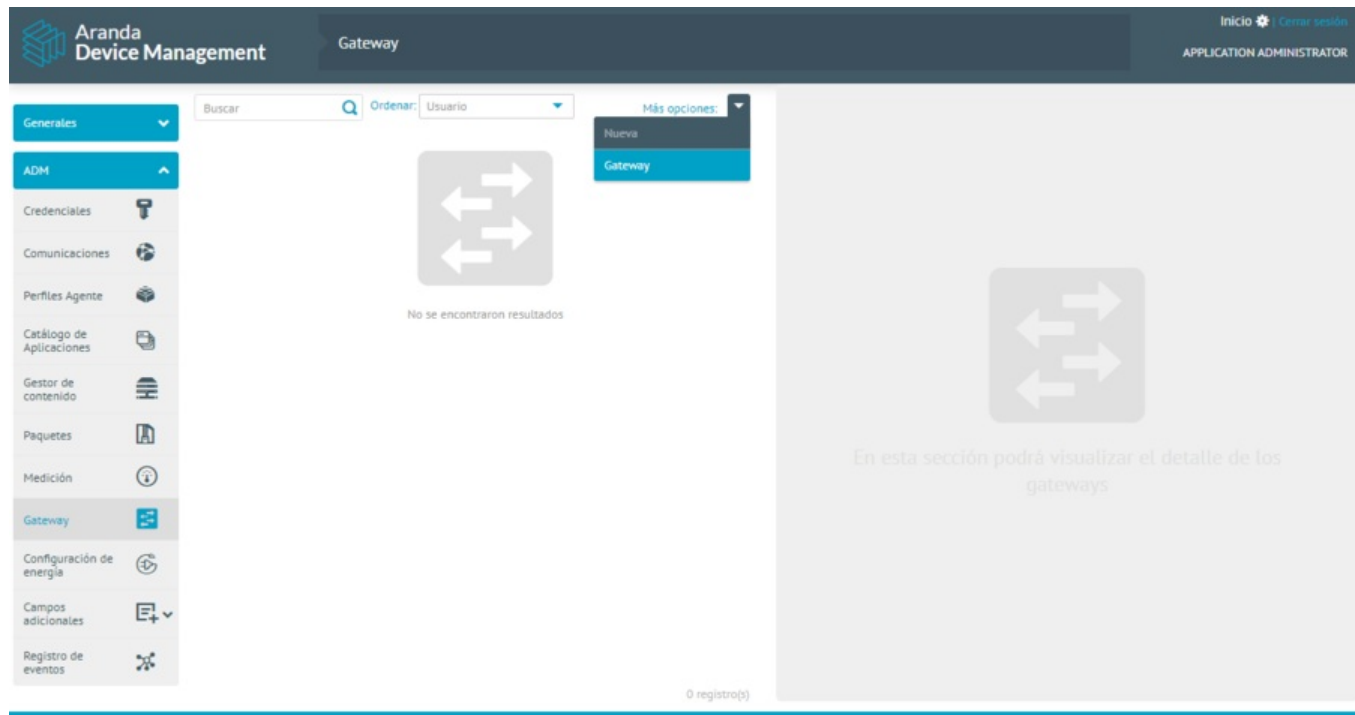 Aranda
Device Management
Gateway
Inicio | Cerrar sesión
APPLICATION ADMINISTRATOR
Generales
ADM
Credenciales
Comunicaciones
Perfiles Agente
Catálogo de
Aplicaciones
Gestor de
contenido
Paquetes
Medición
Gateway
Configuración de
energía
Campos
adicionales
Registro de
eventos
Buscar
Ordenar: Usuario
Más opciones:
Nueva
Gateway
No se encontraron resultados
0 registro(s)
En esta sección podrá visualizar el detalle de los
gateways